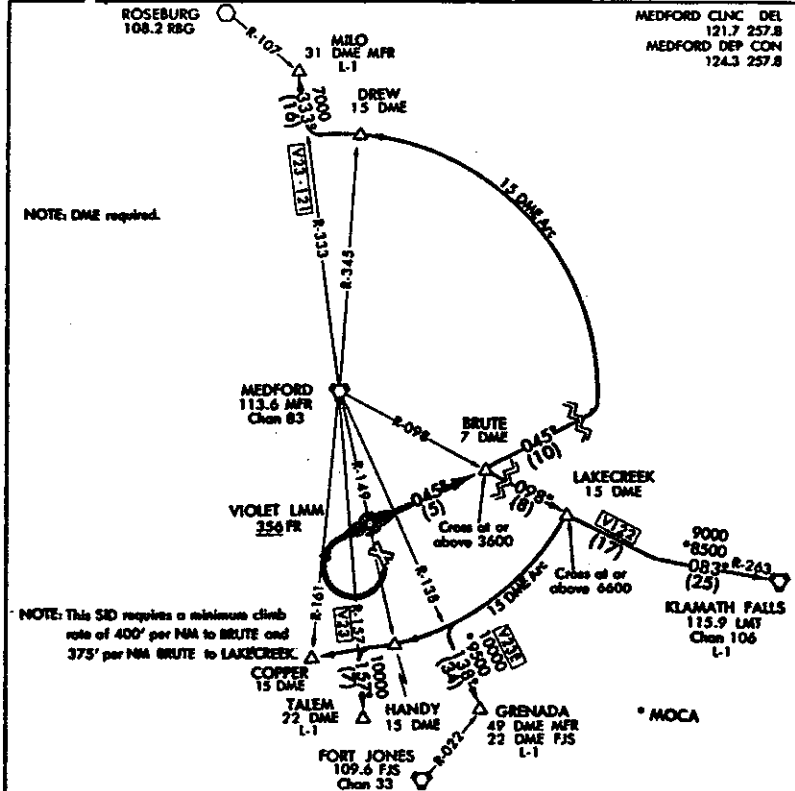 ROSEBURG
108.2 RBG
R-107
MILO
31 DME MFR
L-1
MEDFORD CLNC DEL
121.7 257.8
MEDFORD DEP CON
124.3 257.8
7000
333°
(16)
DREW
15 DME
V23-121
R-333
R-345
15 DME Arc
NOTE: DME required.
MEDFORD
113.6 MFR
Chan 83
R-098
BRUTE
7 DME
045°
(10)
R-149
VIOLET LMM
356 FR
045°
(5)
098°
(8)
LAKECREEK
15 DME
Cross at or
above 3600
V122
(17)
9000
*8500
083°
(25)
R-263
Cross at or
above 6600
KLAMATH FALLS
115.9 LMT
Chan 106
L-1
R-161
R-138
15 DME Arc
NOTE: This SID requires a minimum climb
rate of 400' per NM to BRUTE and
375' per NM BRUTE to LAKECREEK.
V23
R-157
COPPER
15 DME
10000
157°
(7)
TALEM
22 DME
L-1
HANDY
15 DME
V23E
10000
*9500
138°
(34)
GRENADA
49 DME MFR
22 DME FJS
L-1
* MOCA
R-022
FORT JONES
109.6 FJS
Chan 33